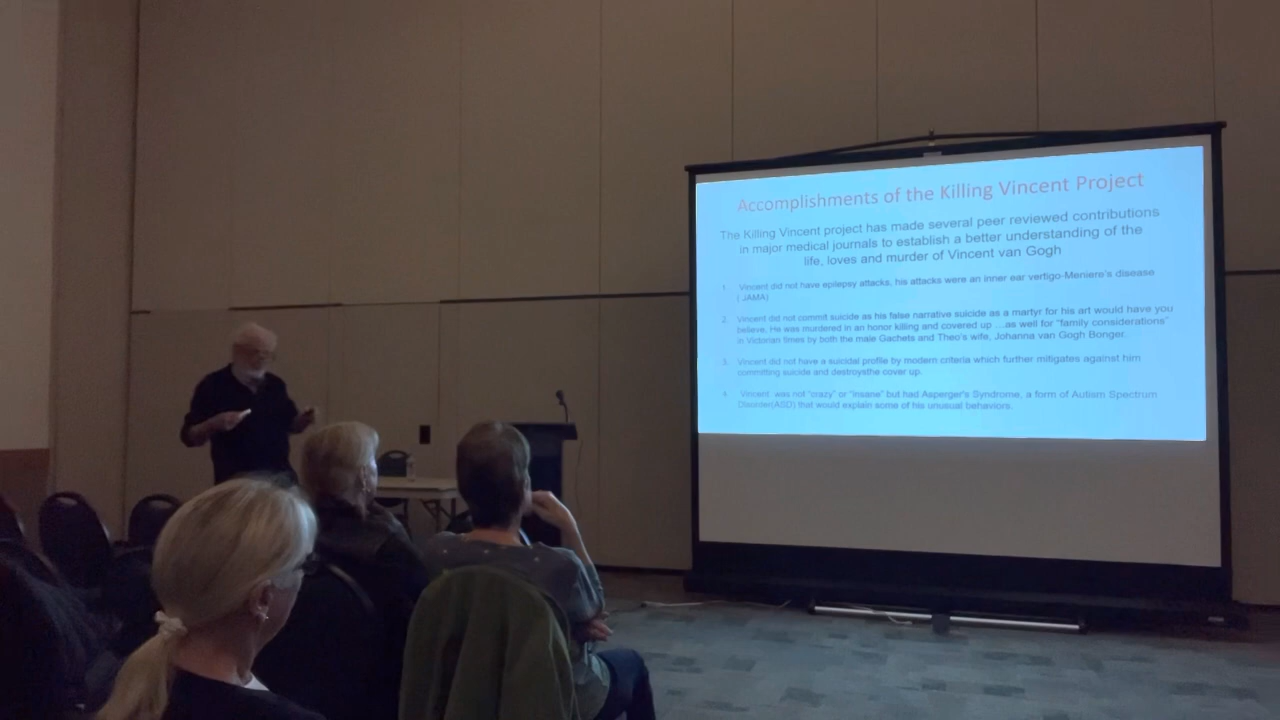 Accomplishments of the Killing Vincent Project
The Killing Vincent project has made several peer reviewed contributions
in major medical journals to establish a better understanding of the
life, loves and murder of Vincent van Gogh
1. Vincent did not have epilepsy attacks, his attacks were an inner ear vertigo-Meniere's disease
( JAMA)
2. Vincent did not commit suicide as his false narrative suicide as a martyr for his art would have you
believe. He was murdered in an honor killing and covered up ...as well for "family considerations"
in Victorian times by both the male Gachets and Theo's wife, Johanna van Gogh Bonger.
3. Vincent did not have a suicidal profile by modern criteria which further mitigates against him
committing suicide and destroysthe cover up.
4. Vincent was not "crazy" or "insane" but had Asperger's Syndrome, a form of Autism Spectrum
Disorder(ASD) that would explain some of his unusual behaviors.